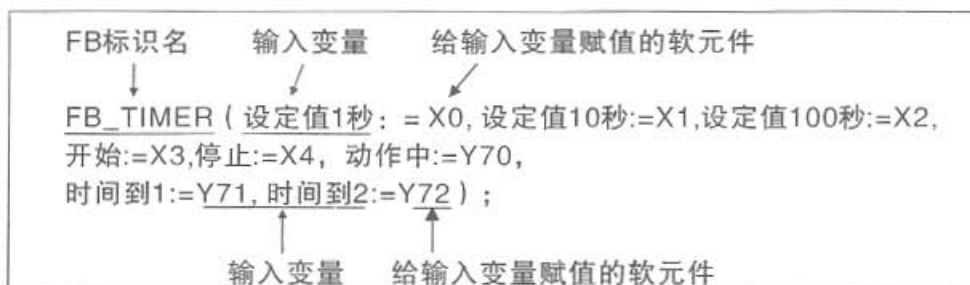 FB标识名 输入变量 给输入变量赋值的软元件
FB_TIMER（设定值1秒：= X0, 设定值10秒:=X1,设定值100秒:=X2,
开始:=X3,停止:=X4，动作中:=Y70，
时间到1:=Y71, 时间到2:=Y72）；
输入变量 给输入变量赋值的软元件